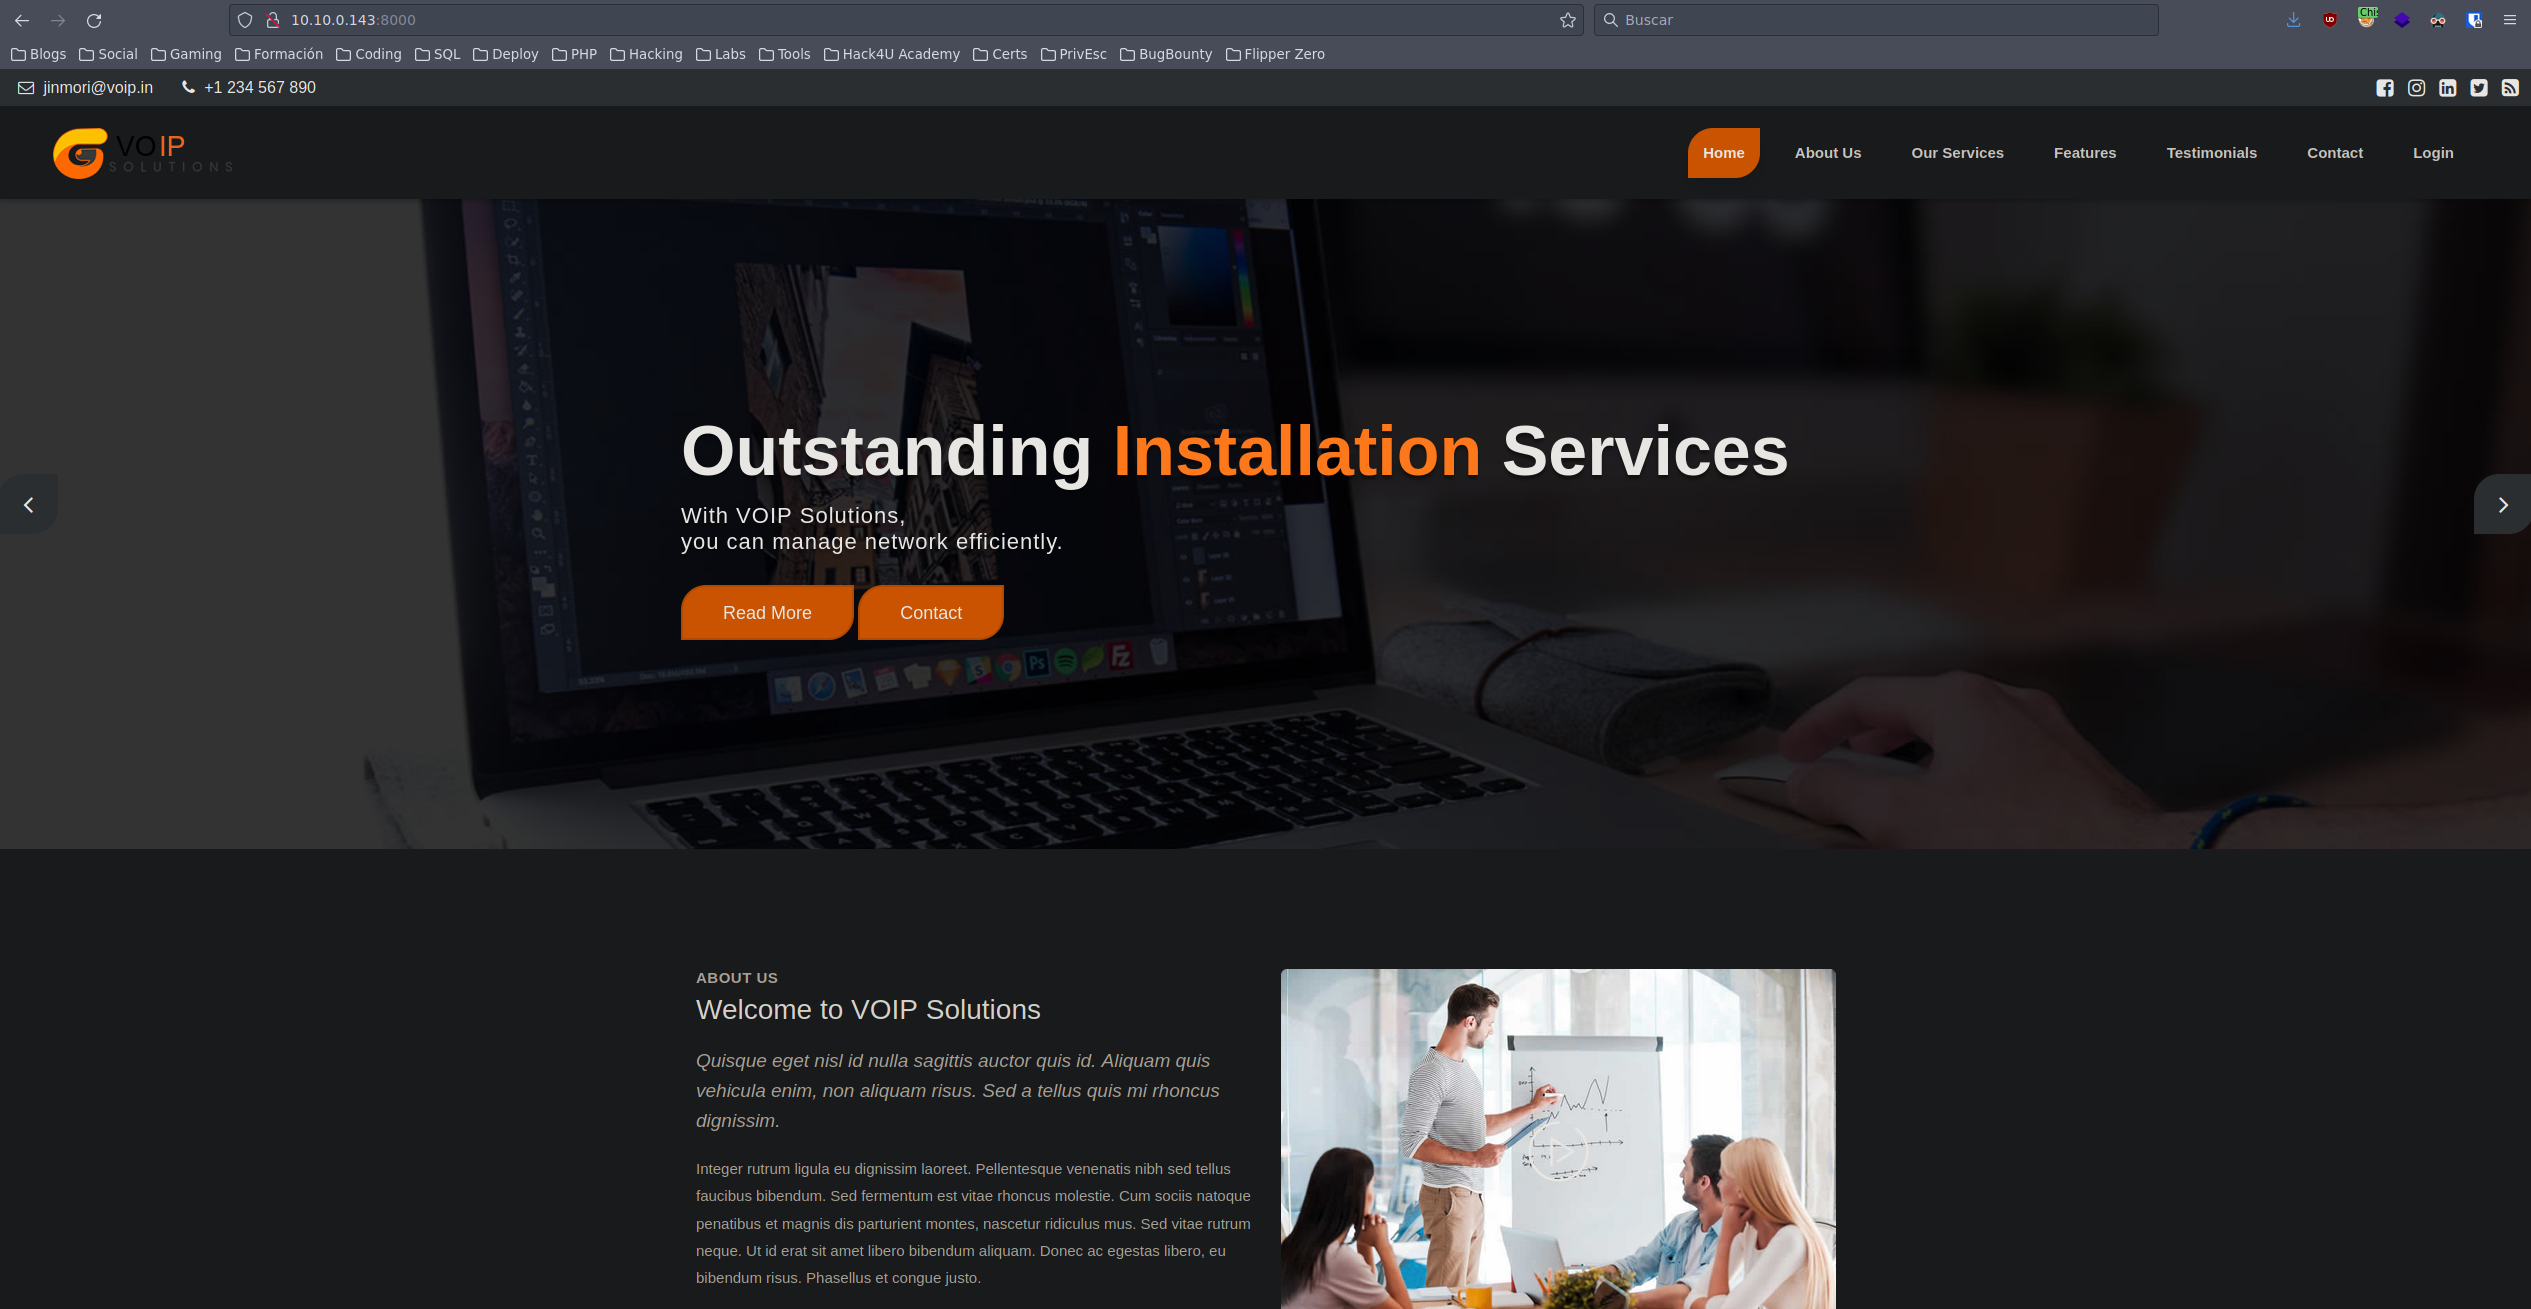 10.10.0.143:8000
Buscar
Blogs Social Gaming Formación Coding SQL Deploy PHP Hacking Labs Tools Hack4U Academy Certs PrivEsc BugBounty Flipper Zero
jinmori@voip.in +1 234 567 890
VOIP
SOLUTIONS
Home About Us Our Services Features Testimonials Contact Login
Outstanding Installation Services
With VOIP Solutions,
you can manage network efficiently.
Read More Contact
ABOUT US
Welcome to VOIP Solutions
Quisque eget nisl id nulla sagittis auctor quis id. Aliquam quis
vehicula enim, non aliquam risus. Sed a tellus quis mi rhoncus
dignissim.
Integer rutrum ligula eu dignissim laoreet. Pellentesque venenatis nibh sed tellus
faucibus bibendum. Sed fermentum est vitae rhoncus molestie. Cum sociis natoque
penatibus et magnis dis parturient montes, nascetur ridiculus mus. Sed vitae rutrum
neque. Ut id erat sit amet libero bibendum aliquam. Donec ac egestas libero, eu
bibendum risus. Phasellus et congue justo.